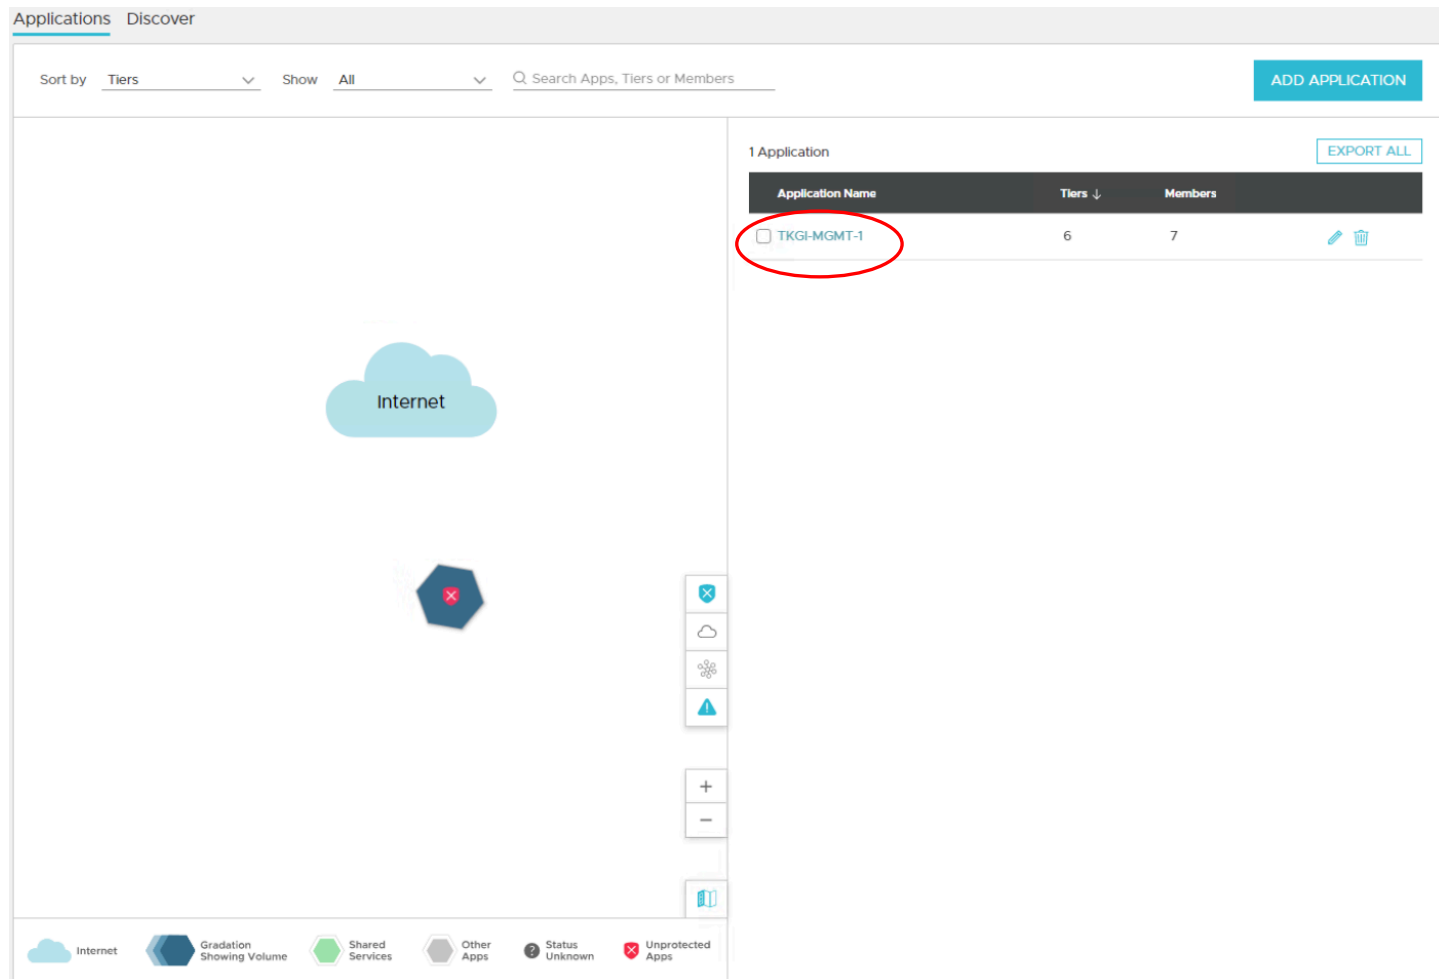 Applications Discover
Sort by Tiers Show All Search Apps, Tiers or Members ADD APPLICATION
1 Application EXPORT ALL
Application Name Tiers ↓ Members
TKGI-MGMT-1 6 7
Internet
Internet
Gradation
Showing Volume
Shared
Services
Other
Apps
Status
Unknown
Unprotected
Apps